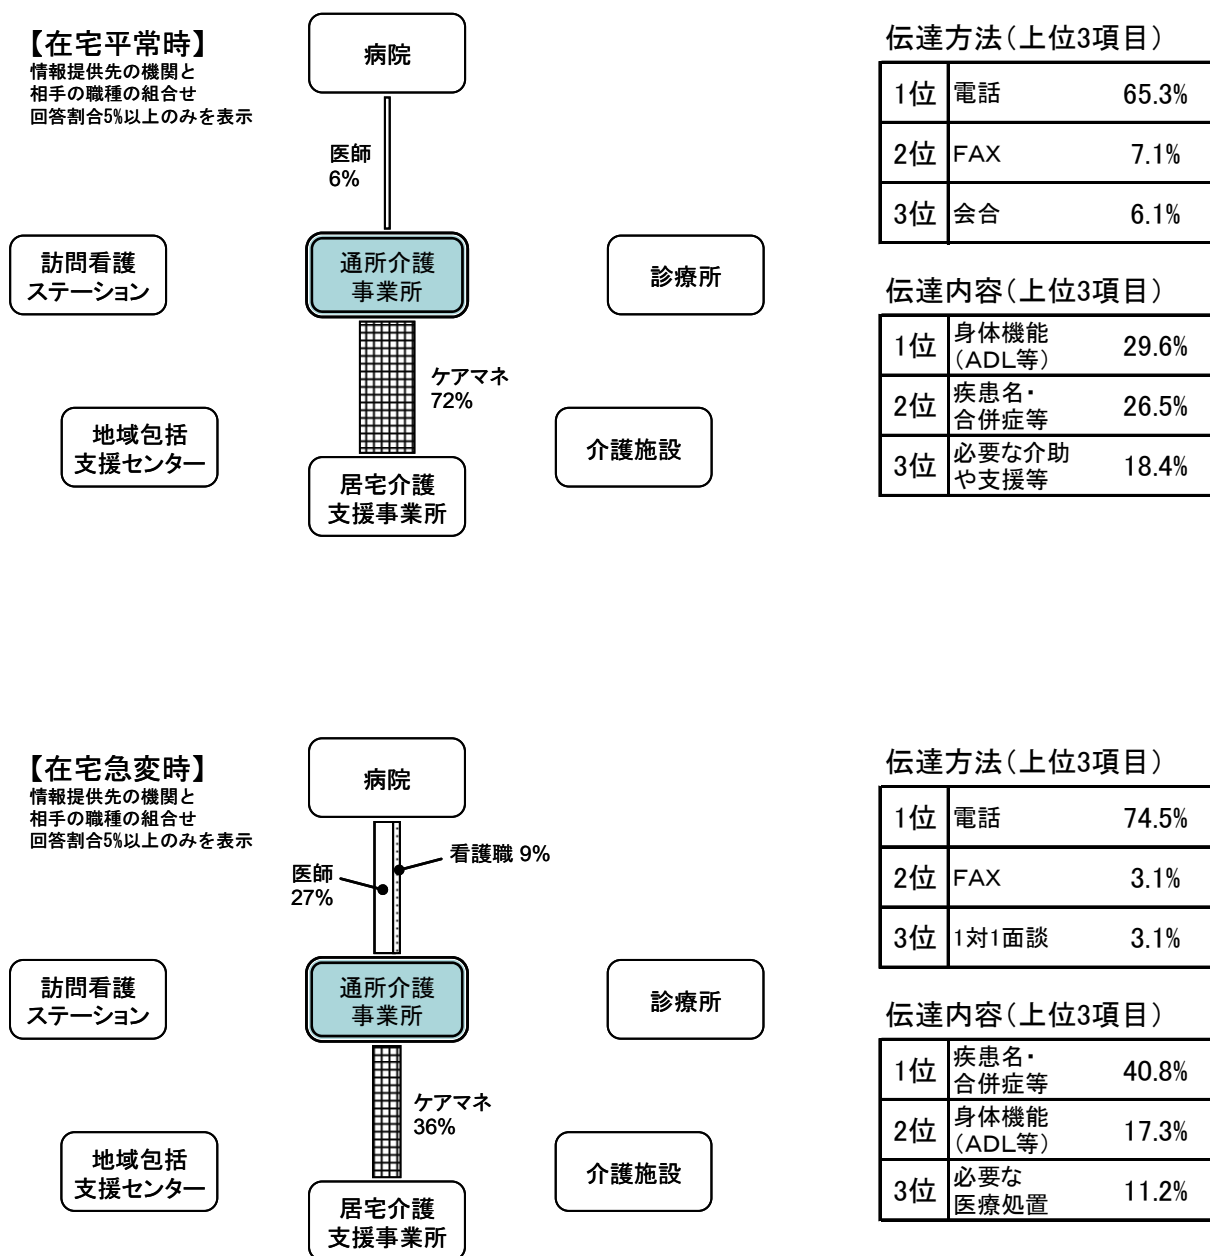 【在宅平常時】
情報提供先の機関と
相手の職種の組合せ
回答割合5%以上のみを表示
病院
医師
6%
訪問看護
ステーション
通所介護
事業所
診療所
ケアマネ
72%
地域包括
支援センター
居宅介護
支援事業所
介護施設
伝達方法(上位3項目)
1位 電話 65.3%
2位 FAX 7.1%
3位 会合 6.1%
伝達内容(上位3項目)
1位 身体機能
(ADL等) 29.6%
2位 疾患名・
合併症等 26.5%
3位 必要な介助
や支援等 18.4%
【在宅急変時】
情報提供先の機関と
相手の職種の組合せ
回答割合5%以上のみを表示
病院
看護職 9%
医師
27%
訪問看護
ステーション
通所介護
事業所
診療所
ケアマネ
36%
地域包括
支援センター
居宅介護
支援事業所
介護施設
伝達方法(上位3項目)
1位 電話 74.5%
2位 FAX 3.1%
3位 1対1面談 3.1%
伝達内容(上位3項目)
1位 疾患名・
合併症等 40.8%
2位 身体機能
(ADL等) 17.3%
3位 必要な
医療処置 11.2%